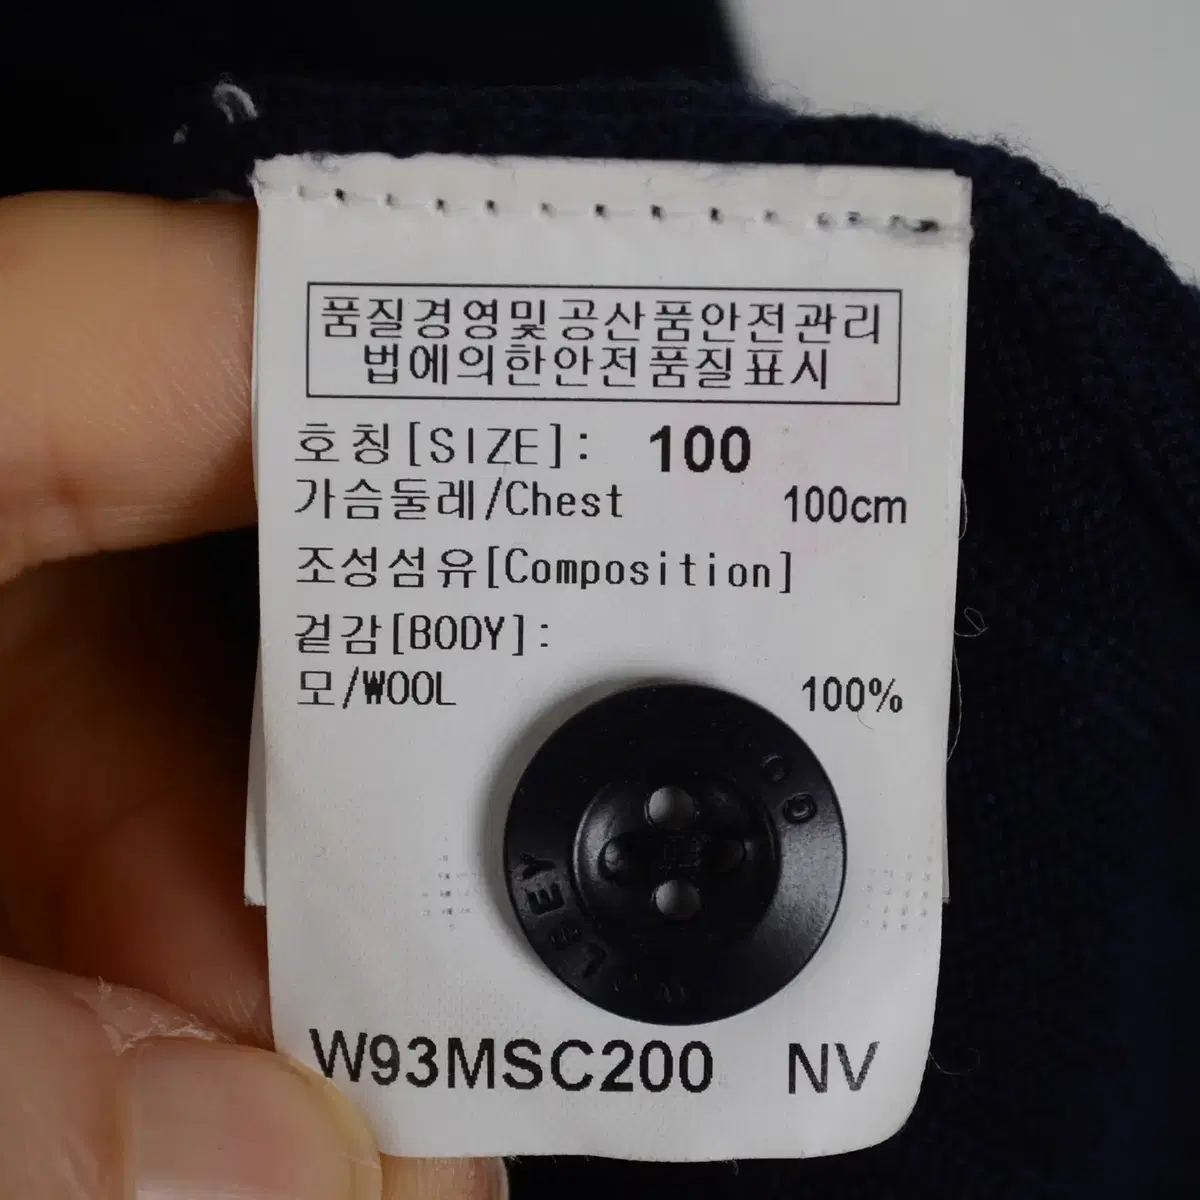 품질경영및공산품안전관리
법에의한안전품질표시
호칭[SIZE]: 100
가슴둘레/Chest 100cm
조성섬유[Composition]
겉감[BODY]:
모/WOOL 100%
W93MSC200 NV